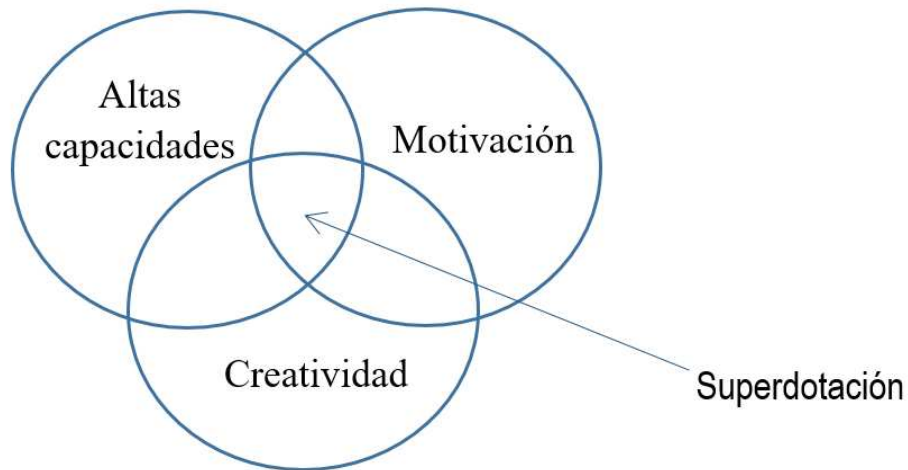 Altas
capacidades
Motivación
Creatividad
Superdotación